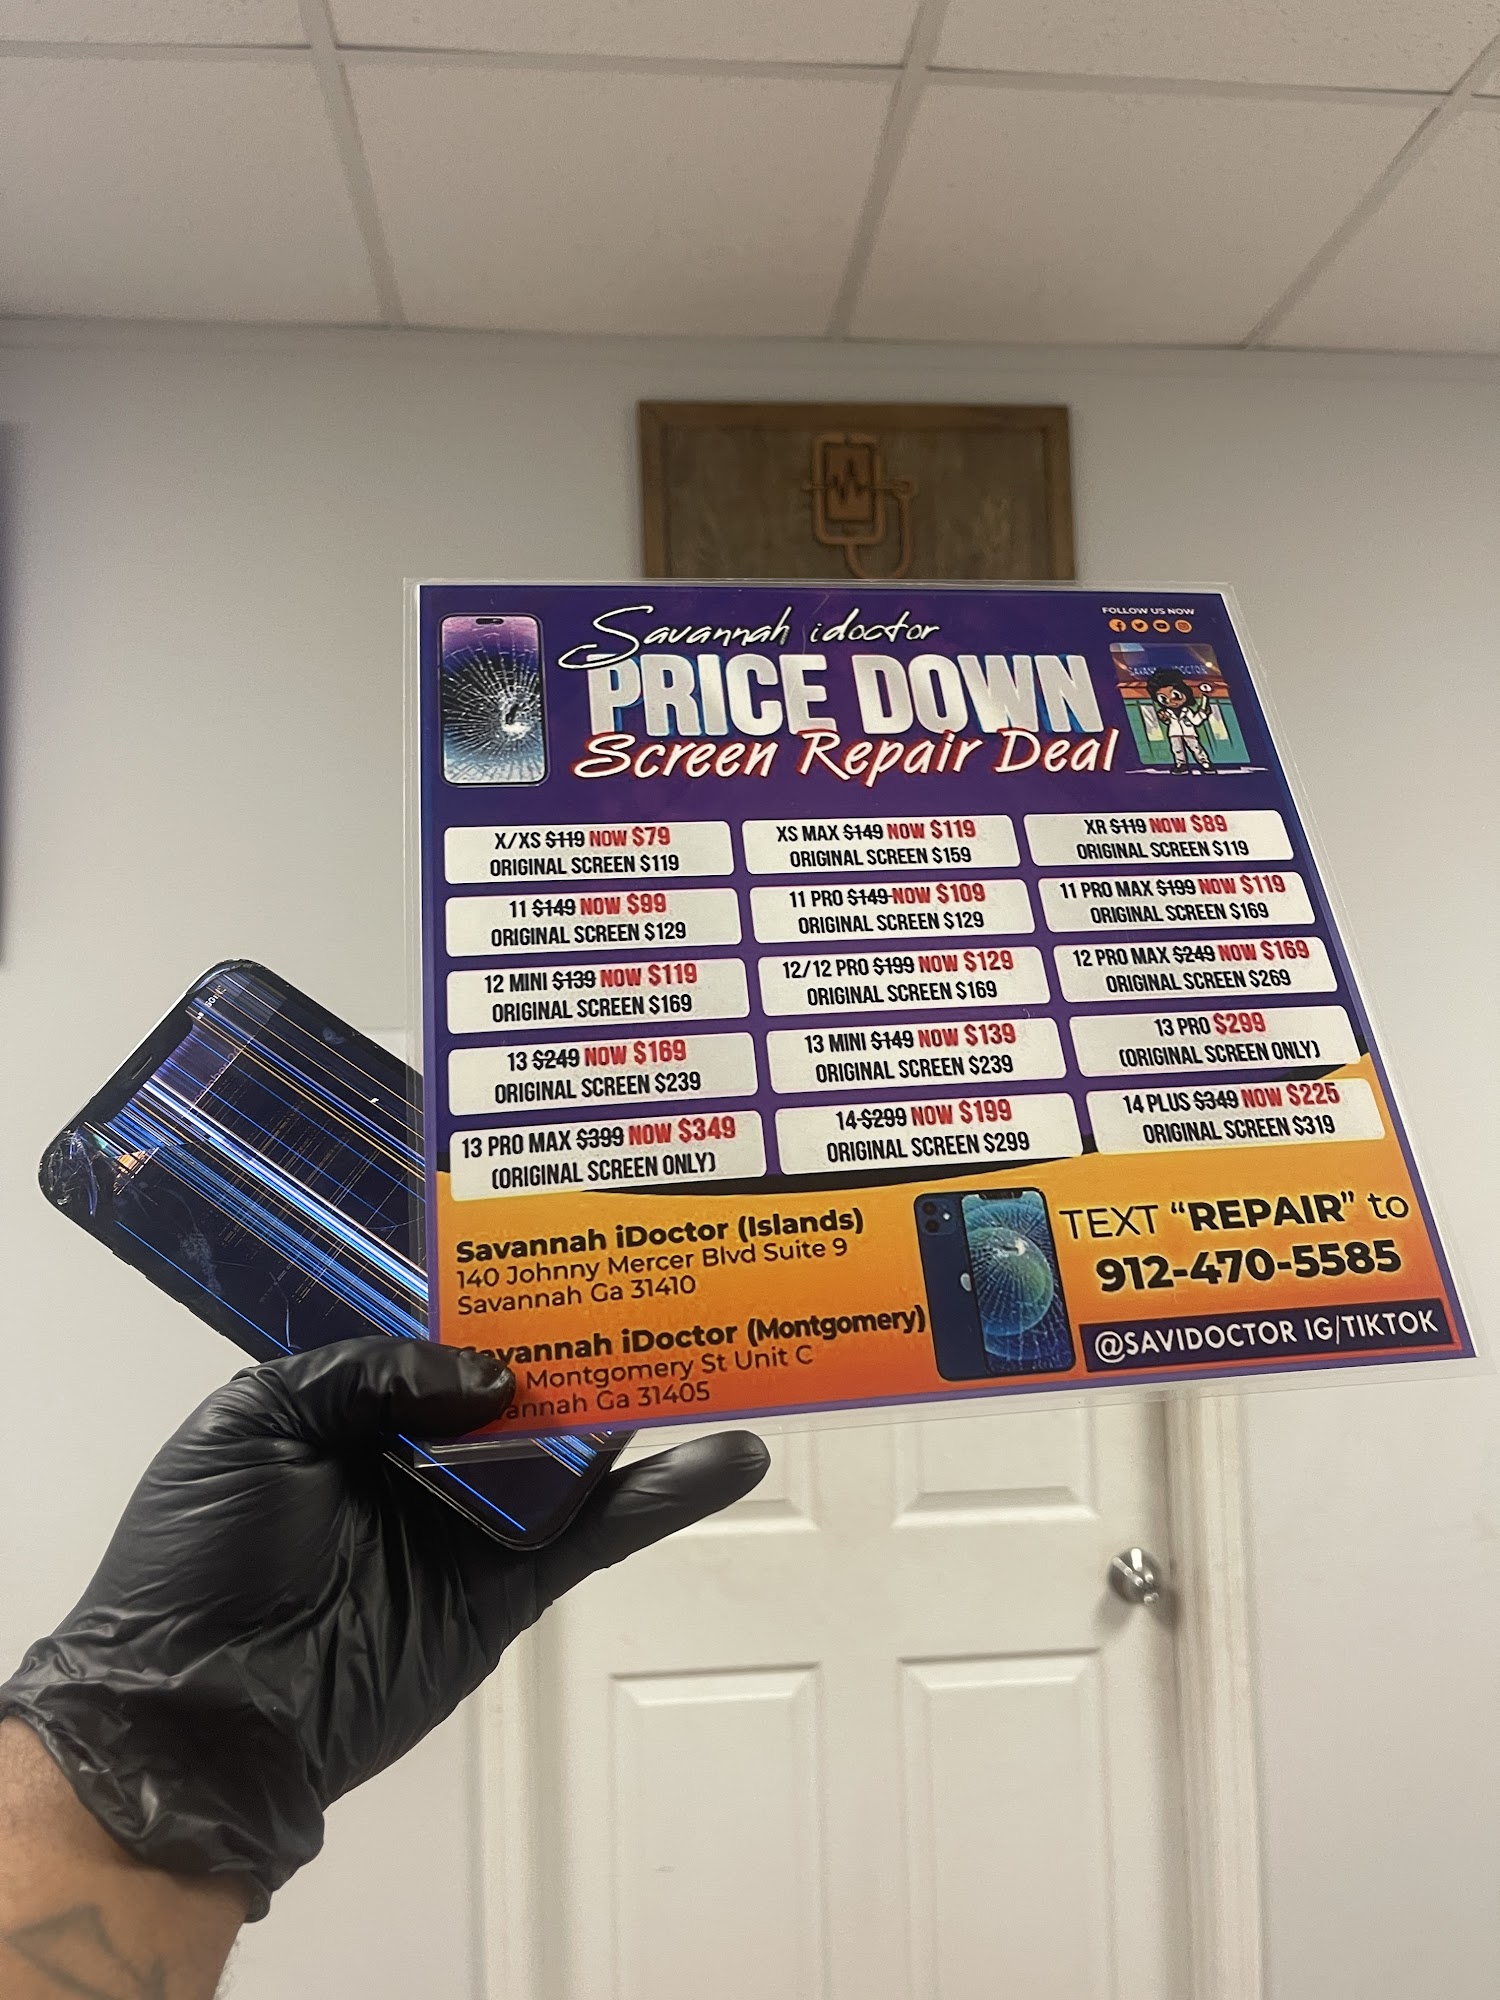 Savannah idoctor
PRICE DOWN
Screen Repair Deal
FOLLOW US NOW
X/XS $119 NOW $79
ORIGINAL SCREEN $119
XS MAX $149 NOW $119
ORIGINAL SCREEN $159
XR $119 NOW $89
ORIGINAL SCREEN $119
11 $149 NOW $99
ORIGINAL SCREEN $129
11 PRO $149 NOW $109
ORIGINAL SCREEN $129
11 PRO MAX $199 NOW $119
ORIGINAL SCREEN $169
12 MINI $139 NOW $119
ORIGINAL SCREEN $169
12/12 PRO $199 NOW $129
ORIGINAL SCREEN $169
12 PRO MAX $249 NOW $169
ORIGINAL SCREEN $269
13 $249 NOW $169
ORIGINAL SCREEN $239
13 MINI $149 NOW $139
ORIGINAL SCREEN $239
13 PRO $299
(ORIGINAL SCREEN ONLY)
13 PRO MAX $399 NOW $349
(ORIGINAL SCREEN ONLY)
14 $299 NOW $199
ORIGINAL SCREEN $299
14 PLUS $349 NOW $225
ORIGINAL SCREEN $319
Savannah iDoctor (Islands)
140 Johnny Mercer Blvd Suite 9
Savannah Ga 31410
Savannah iDoctor (Montgomery)
Montgomery St Unit C
Ga 31405
TEXT "REPAIR" to
912-470-5585
@SAVIDOCTOR IG/TIKTOK